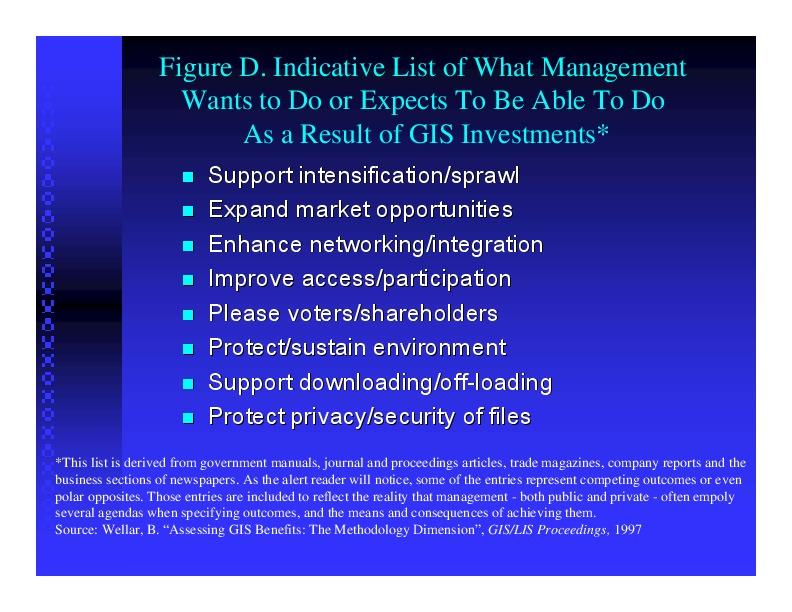 Figure D. Indicative List of What Management
Wants to Do or Expects To Be Able To Do
As a Result of GIS Investments*
Support intensification/sprawl
Expand market opportunities
Enhance networking/integration
Improve access/participation
Please voters/shareholders
Protect/sustain environment
Support downloading/off-loading
Protect privacy/security of files
*This list is derived from government manuals, journal and proceedings articles, trade magazines, company reports and the
business sections of newspapers. As the alert reader will notice, some of the entries represent competing outcomes or even
polar opposites. Those entries are included to reflect the reality that management - both public and private - often empoly
several agendas when specifying outcomes, and the means and consequences of achieving them.
Source: Wellar, B. “Assessing GIS Benefits: The Methodology Dimension”, GIS/LIS Proceedings, 1997